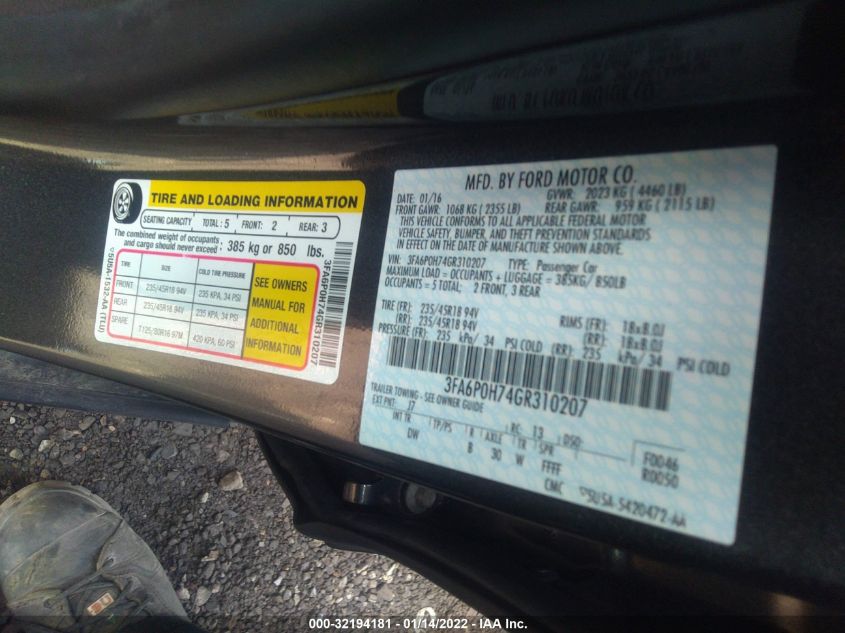 TIRE AND LOADING INFORMATION
SEATING CAPACITY TOTAL: 5 FRONT: 2 REAR: 3
The combined weight of occupants and cargo should never exceed 385 kg or 850 lbs.
TIRE SIZE COLD TIRE PRESSURE
FRONT 235/45R18 94V 235 KPA, 34 PSI
REAR 235/45R18 94V 235 KPA, 34 PSI
SPARE T125/80R16 97M 420 KPA, 60 PSI
SEE OWNERS
MANUAL FOR
ADDITIONAL
INFORMATION
5U5A-1532-AA (TLU)
3FA6P0H74GR310207
MFD. BY FORD MOTOR CO.
DATE: 01/16 GVWR: 2023 KG ( 4460 LB)
FRONT GAWR: 1068 KG ( 2355 LB) REAR GAWR: 959 KG ( 2115 LB)
THIS VEHICLE CONFORMS TO ALL APPLICABLE FEDERAL MOTOR
VEHICLE SAFETY, BUMPER, AND THEFT PREVENTION STANDARDS
IN EFFECT ON THE DATE OF MANUFACTURE SHOWN ABOVE.
VIN: 3FA6P0H74GR310207 TYPE: Passenger Car
MAXIMUM LOAD = OCCUPANTS + LUGGAGE = 385KG/ 850LB
OCCUPANTS = 5 TOTAL: 2 FRONT, 3 REAR
TIRE (FR): 235/45R18 94V RIMS (FR): 18x8.0J
(RR): 235/45R18 94V (RR): 18x8.0J
PRESSURE (FR): 235 kPa/ 34 PSI COLD (RR): 235 kPa/ 34 PSI COLD
3FA6P0H74GR310207
TRAILER TOWING - SEE OWNER GUIDE
EXT PNT: J7 RC: 13 DSO: F0046
INT TR TP/PS R AXLE TR SPR R0050
DW B 30 W FFFF
CMC 5U5A-5420472-AA
000-32194181 - 01/14/2022 - IAA Inc.